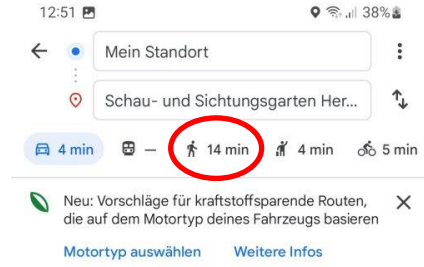 12:51 38%
Mein Standort
Schau- und Sichtungsgarten Her...
4 min — 14 min 4 min 5 min
Neu: Vorschläge für kraftstoffsparende Routen,
die auf dem Motortyp deines Fahrzeugs basieren
Motortyp auswählen Weitere Infos